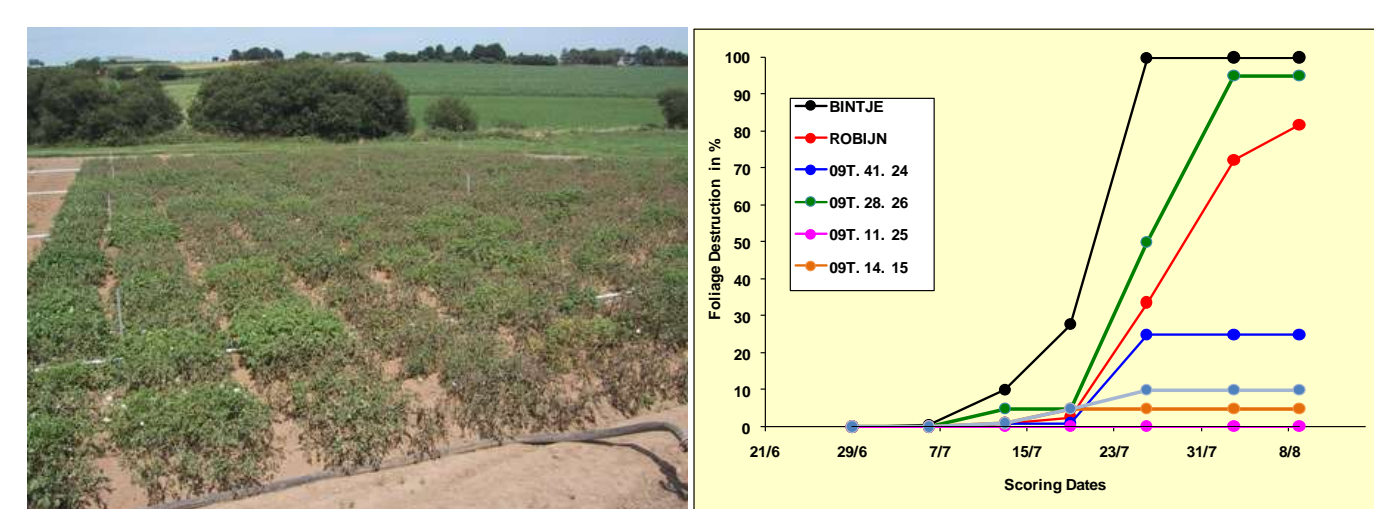 100
90
80
70
60
50
40
30
20
10
0
Foliage Destruction in %
BINTJE
ROBIJN
09T. 41. 24
09T. 28. 26
09T. 11. 25
09T. 14. 15
21/6 29/6 7/7 15/7 23/7 31/7 8/8
Scoring Dates